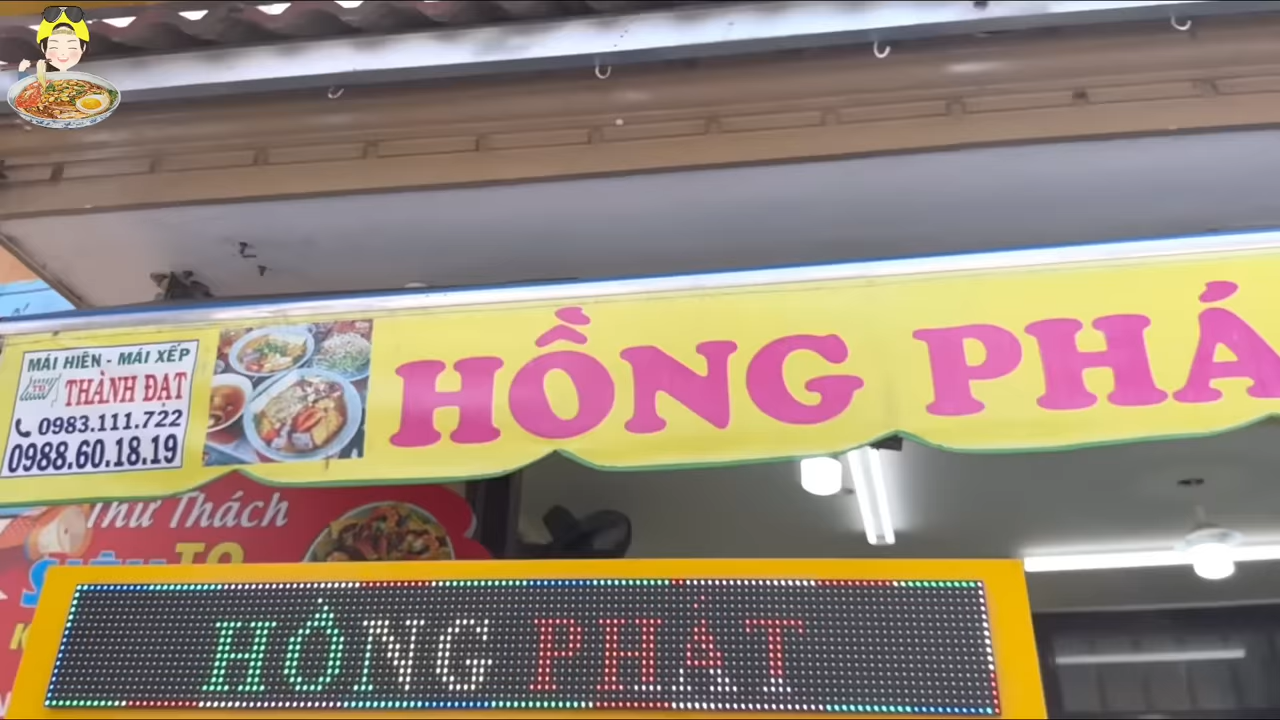 MÁI HIÊN - MÁI XẾP
THÀNH ĐẠT
0983.111.722
0988.60.18.19
HỒNG PHÁ
Thử Thách
TO
HỒNG PHÁT